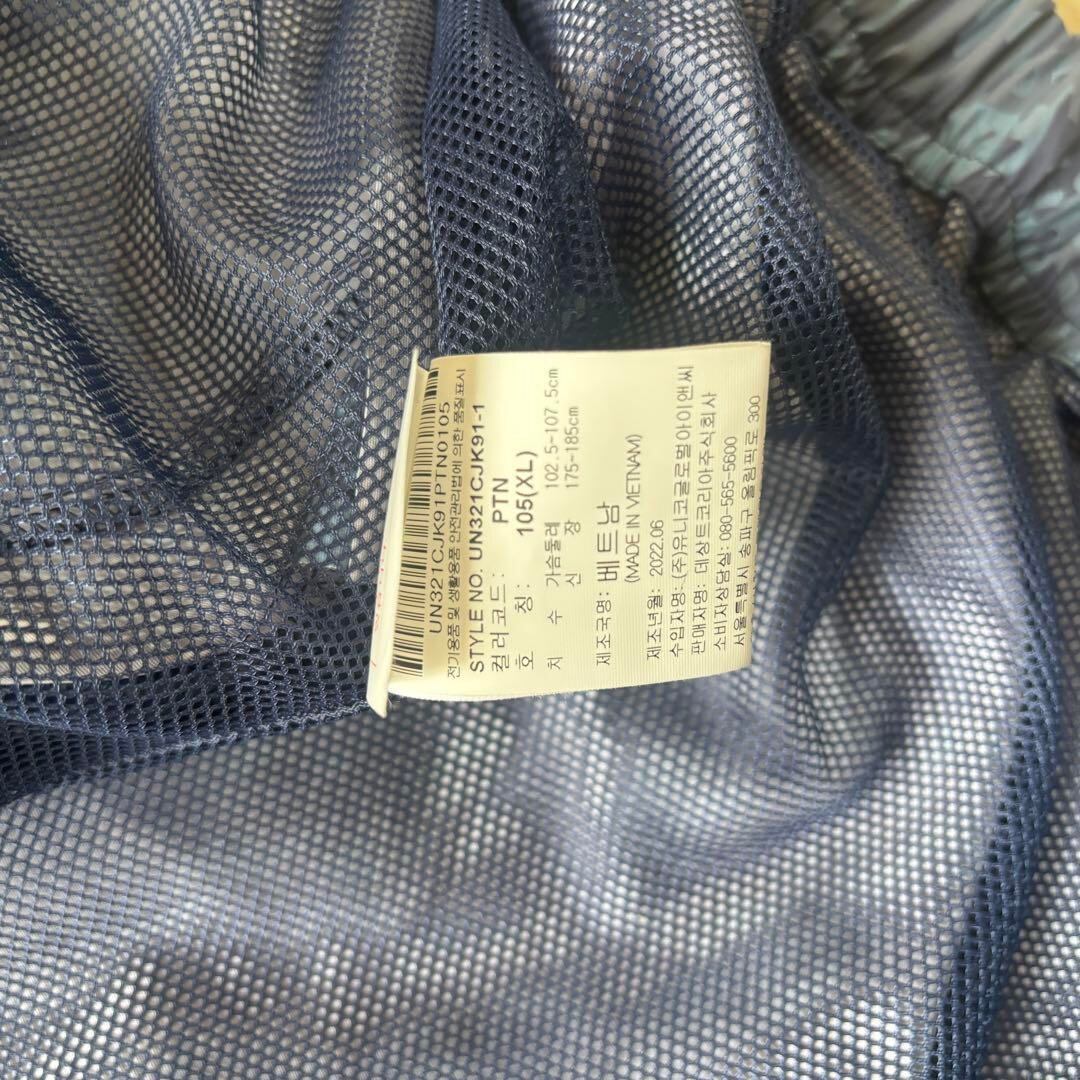 UN321CJK91PTN0105
전기용품 및 생활용품 안전관리법에 의한 품질표시
STYLE NO. UN321CJK91-1
컬러코드 : PTN
호 칭 : 105(XL)
치 수 가슴둘레 102.5-107.5cm
신 장 175-185cm
제조국명 : 베트남
(MADE IN VIETNAM)
제조년월: 2022.06
수입자명:(주)유니코글로벌아이앤씨
판매자명: 대상트코리아주식회사
소비자상담실: 080-565-5600
서울특별시 송파구 올림픽로 300